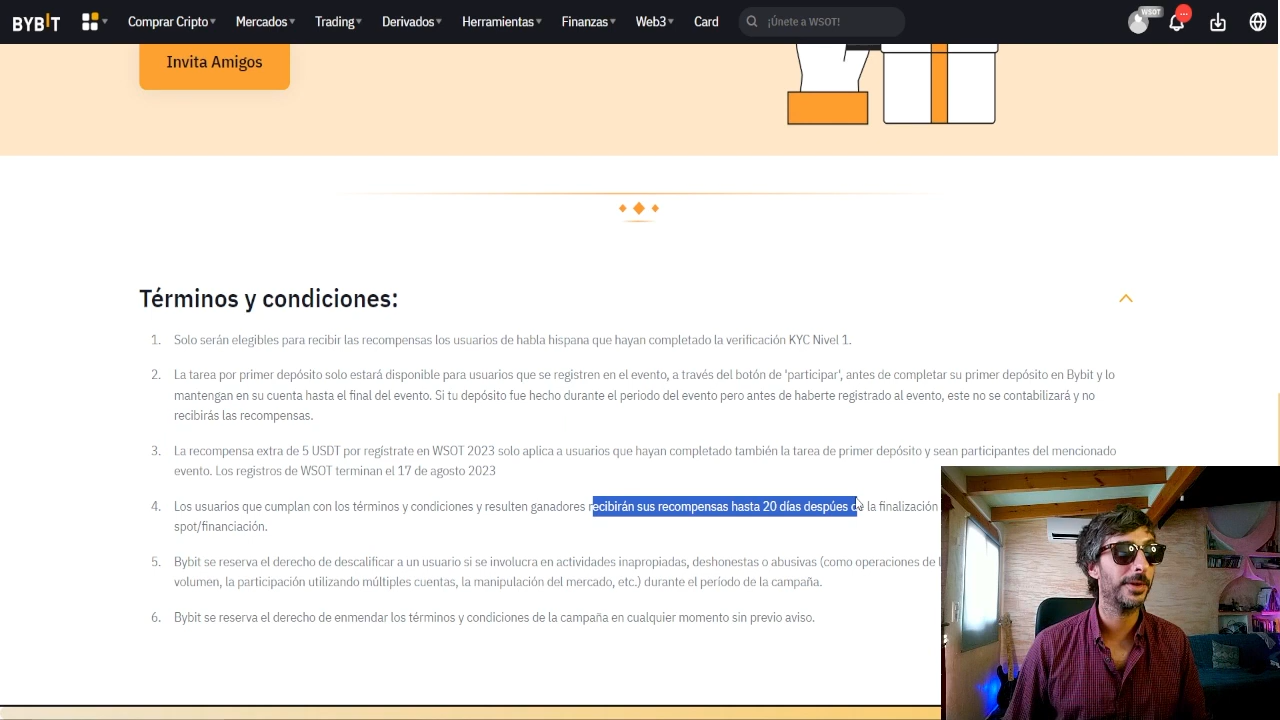 BYBIT Comprar Cripto Mercados Trading Derivados Herramientas Finanzas Web3 Card ¡Únete a WSOT! WSOT
Invita Amigos
Términos y condiciones:
1. Solo serán elegibles para recibir las recompensas los usuarios de habla hispana que hayan completado la verificación KYC Nivel 1.
2. La tarea por primer depósito solo estará disponible para usuarios que se registren en el evento, a través del botón de 'participar', antes de completar su primer depósito en Bybit y lo
mantengan en su cuenta hasta el final del evento. Si tu depósito fue hecho durante el periodo del evento pero antes de haberte registrado al evento, este no se contabilizará y no
recibirás las recompensas.
3. La recompensa extra de 5 USDT por regístrate en WSOT 2023 solo aplica a usuarios que hayan completado también la tarea de primer depósito y sean participantes del mencionado
evento. Los registros de WSOT terminan el 17 de agosto 2023
4. Los usuarios que cumplan con los términos y condiciones y resulten ganadores recibirán sus recompensas hasta 20 días despúes de la finalización
spot/financiación.
5. Bybit se reserva el derecho de descalificar a un usuario si se involucra en actividades inapropiadas, deshonestas o abusivas (como operaciones de
volumen, la participación utilizando múltiples cuentas, la manipulación del mercado, etc.) durante el período de la campaña.
6. Bybit se reserva el derecho de enmendar los términos y condiciones de la campaña en cualquier momento sin previo aviso.